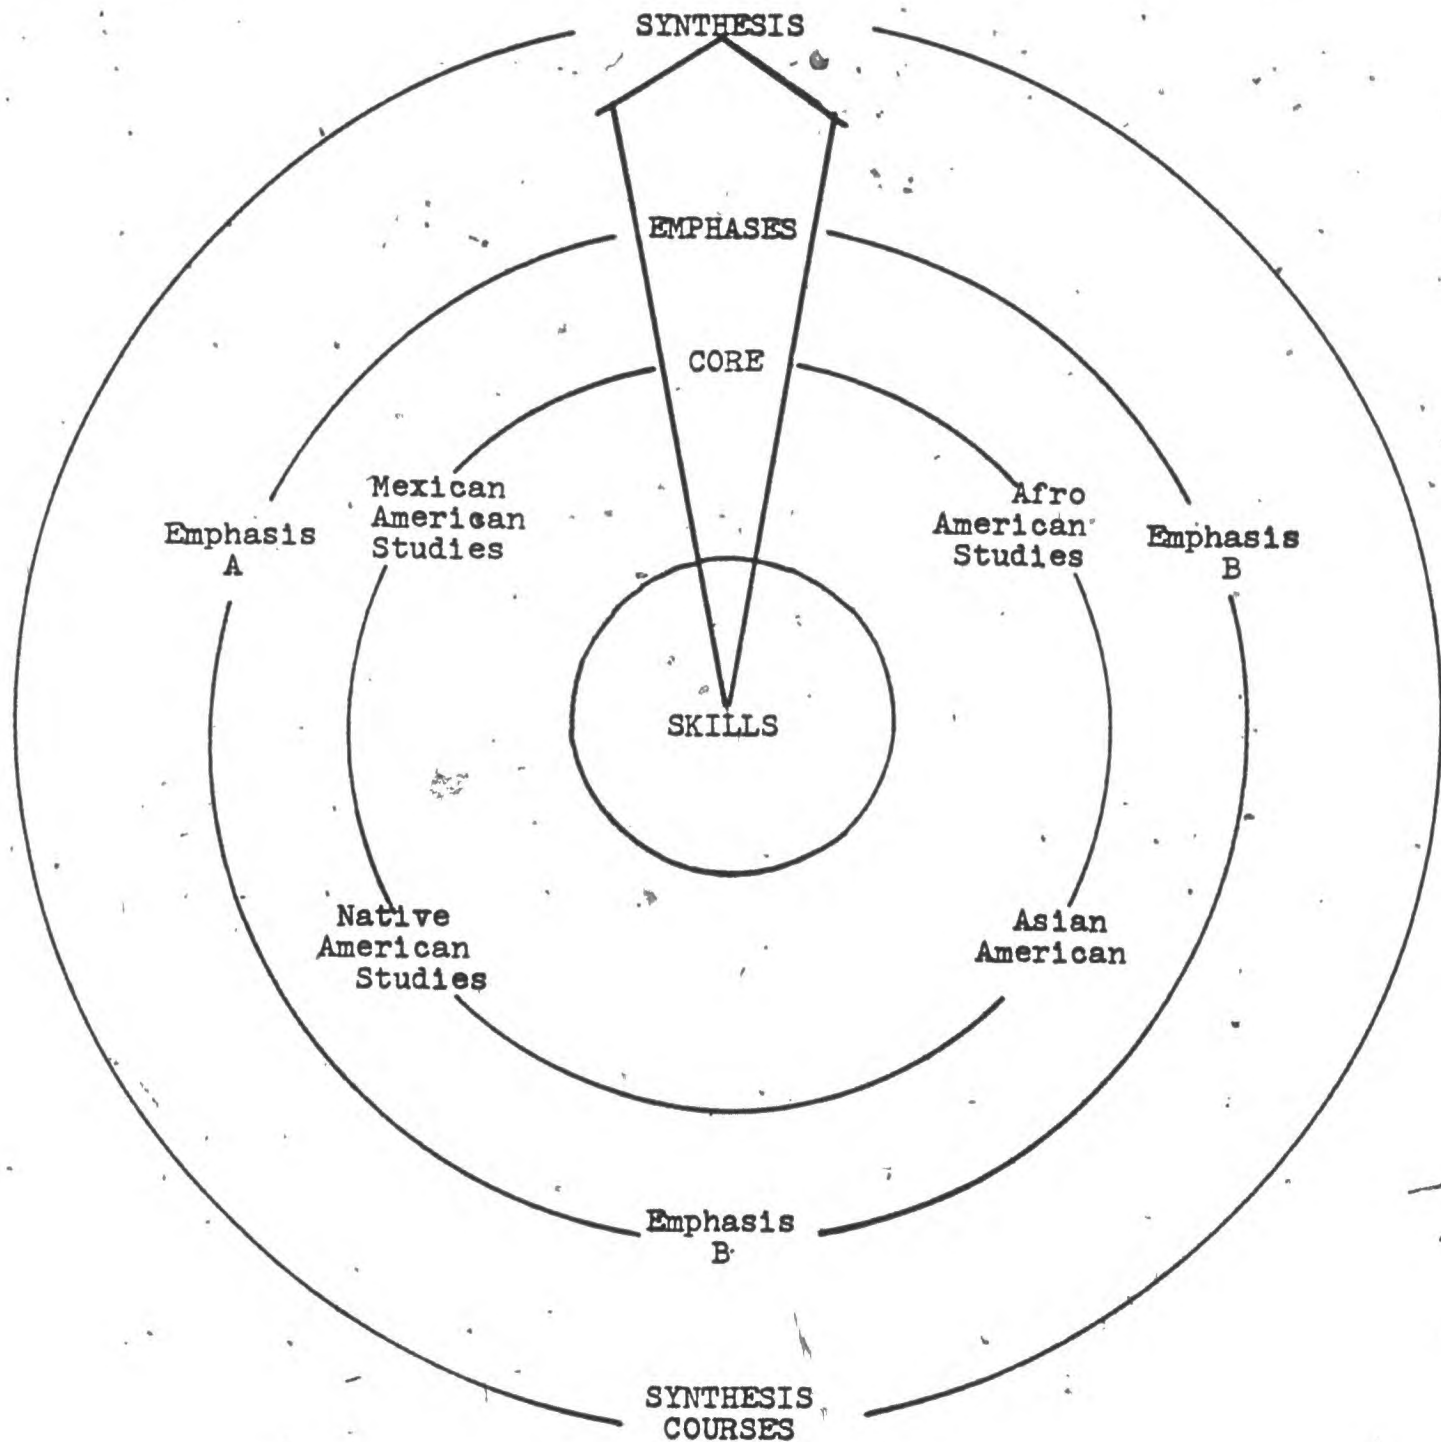 SYNTHESIS
EMPHASES
CORE
Mexican
American
Studies
Afro
American
Studies
Emphasis
A
Emphasis
B
SKILLS
Native
American
Studies
Asian
American
Emphasis
B
SYNTHESIS
COURSES